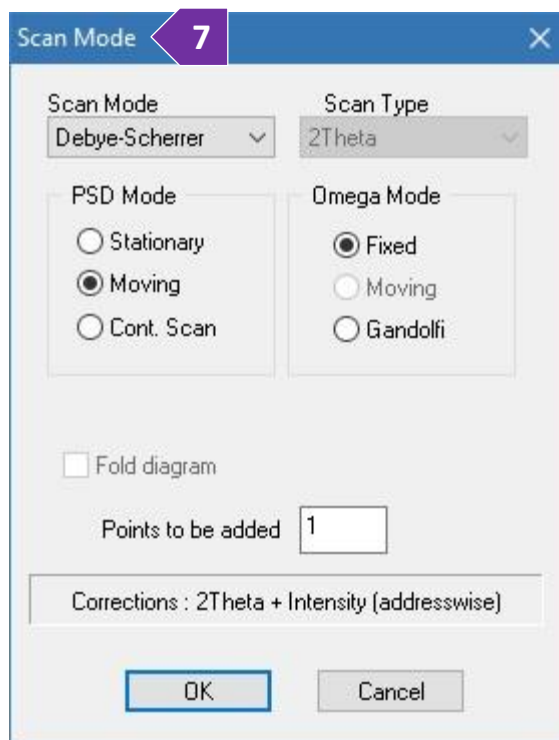 Scan Mode 7
Scan Mode Scan Type
Debye-Scherrer 2Theta
PSD Mode Omega Mode
Stationary Fixed
Moving Moving
Cont. Scan Gandolfi
Fold diagram
Points to be added 1
Corrections : 2Theta + Intensity (addresswise)
OK Cancel